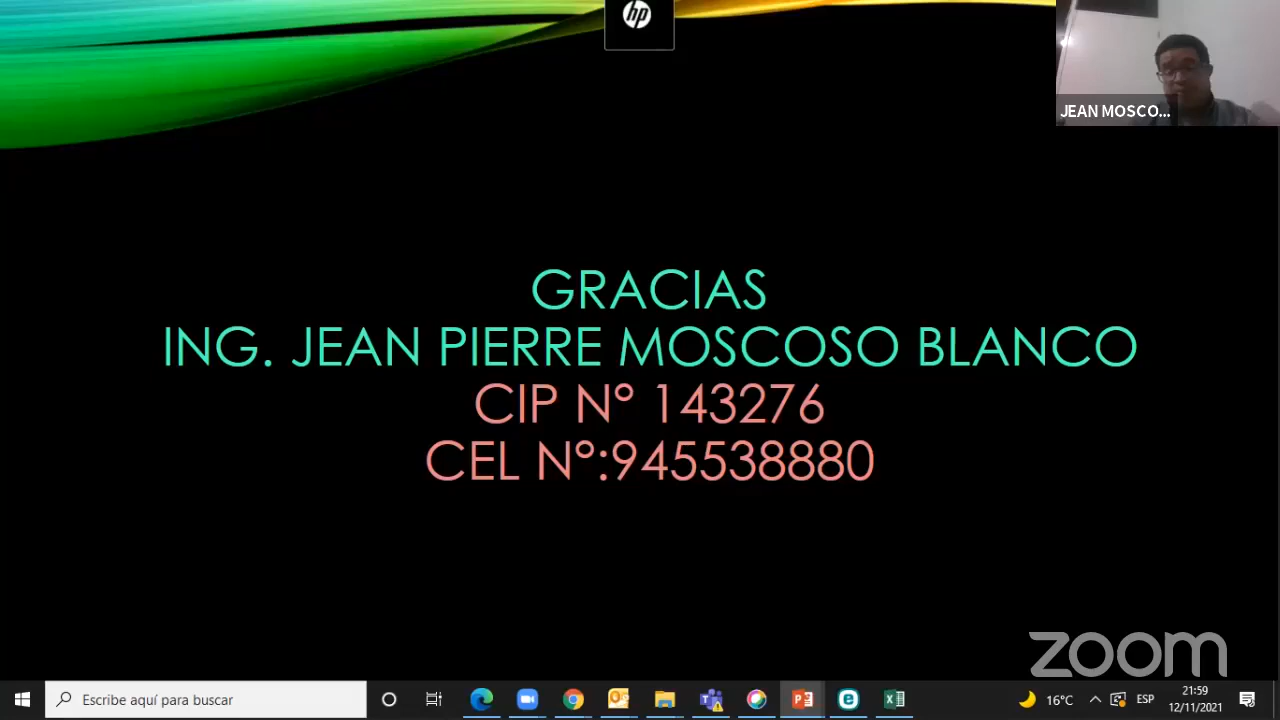 hp
JEAN MOSCO...
GRACIAS
ING. JEAN PIERRE MOSCOSO BLANCO
CIP N° 143276
CEL N°:945538880
zoom
Escribe aquí para buscar
16°C
ESP
21:59
12/11/2021